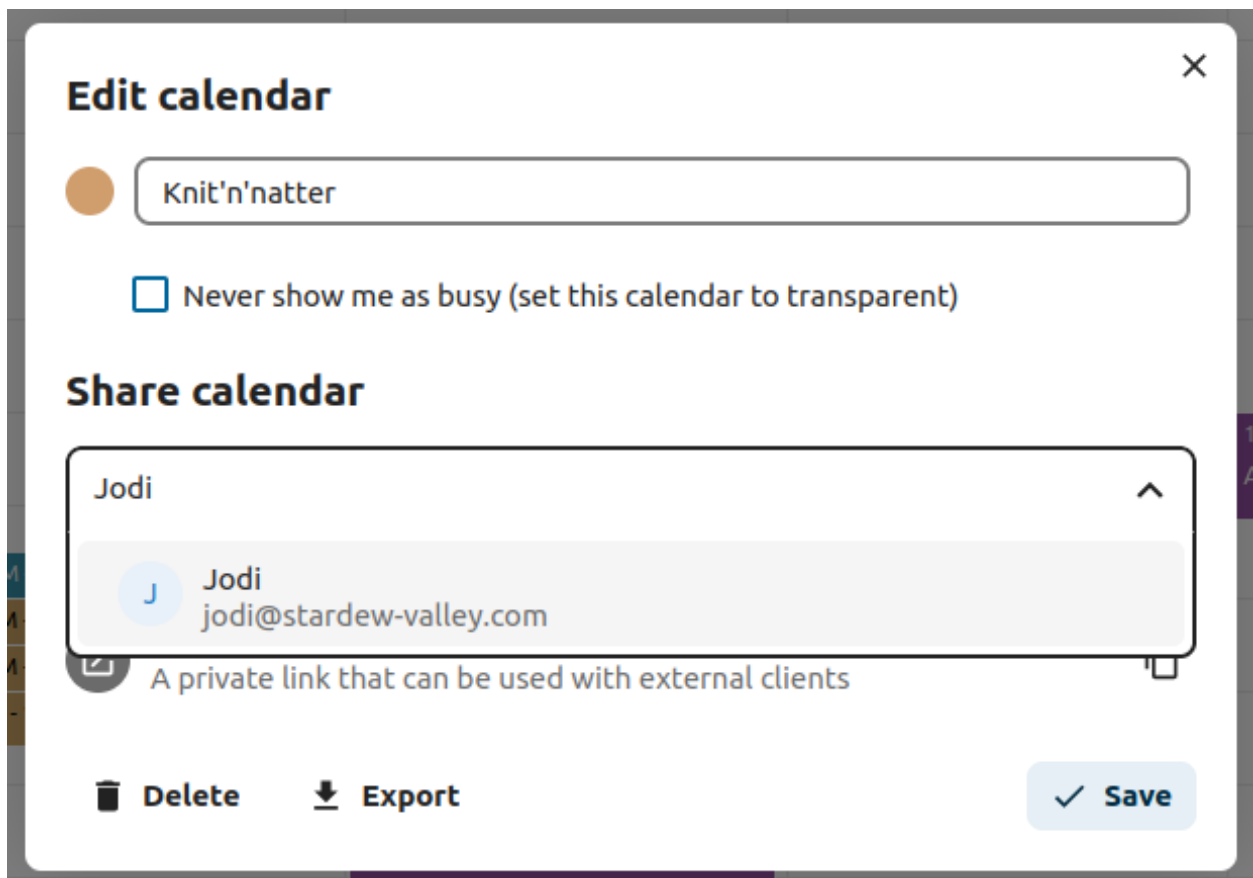 Edit calendar
Knit'n'natter
Never show me as busy (set this calendar to transparent)
Share calendar
Jodi
J
Jodi
jodi@stardew-valley.com
A private link that can be used with external clients
Delete
Export
Save